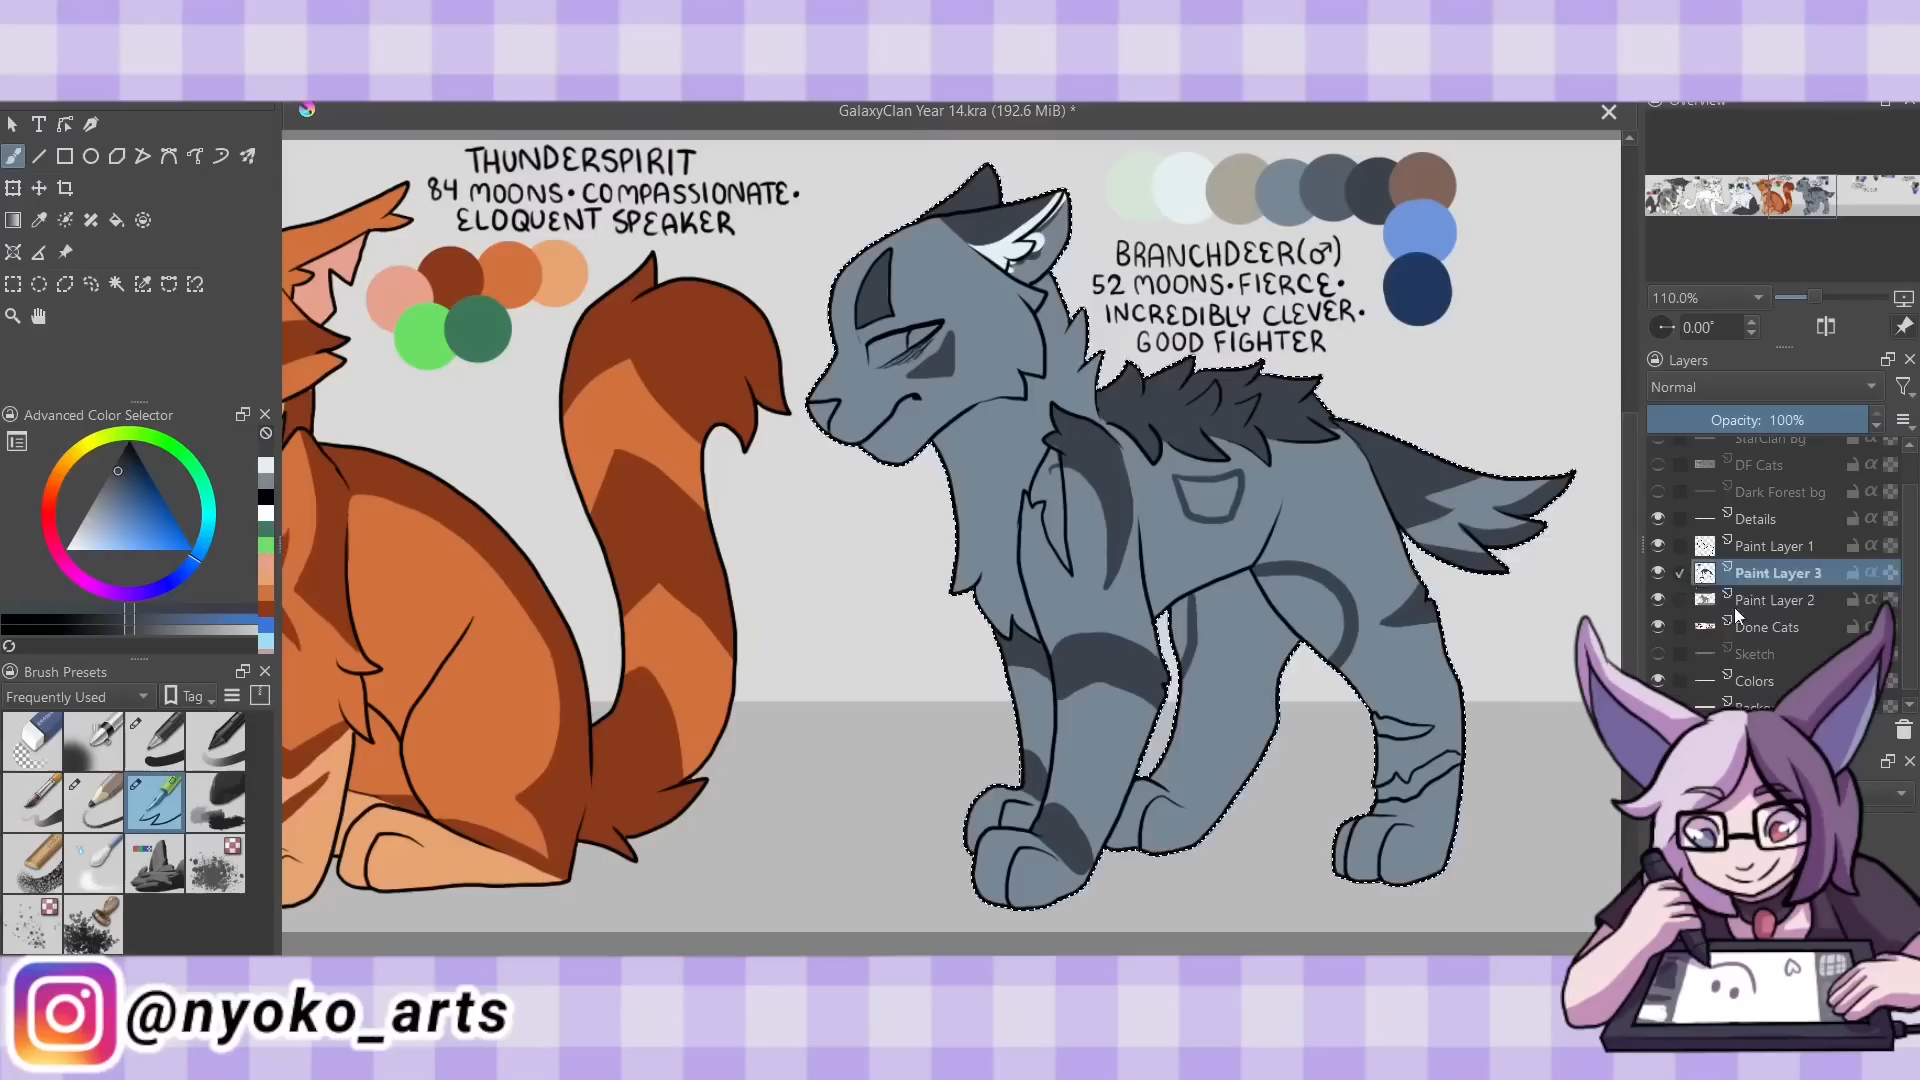 Overview
GalaxyClan Year 14.kra (192.6 MiB) *
THUNDERSPIRIT
84 MOONS • COMPASSIONATE •
ELOQUENT SPEAKER
BRANCHDEER(♂)
52 MOONS • FIERCE •
INCREDIBLY CLEVER •
GOOD FIGHTER
110.0%
0.00°
Layers
Normal
Opacity: 100%
StarClan bg
DF Cats
Dark Forest bg
Details
Paint Layer 1
Paint Layer 3
Paint Layer 2
Done Cats
Sketch
Colors
Advanced Color Selector
Brush Presets
Frequently Used
Tag
@nyoko_arts